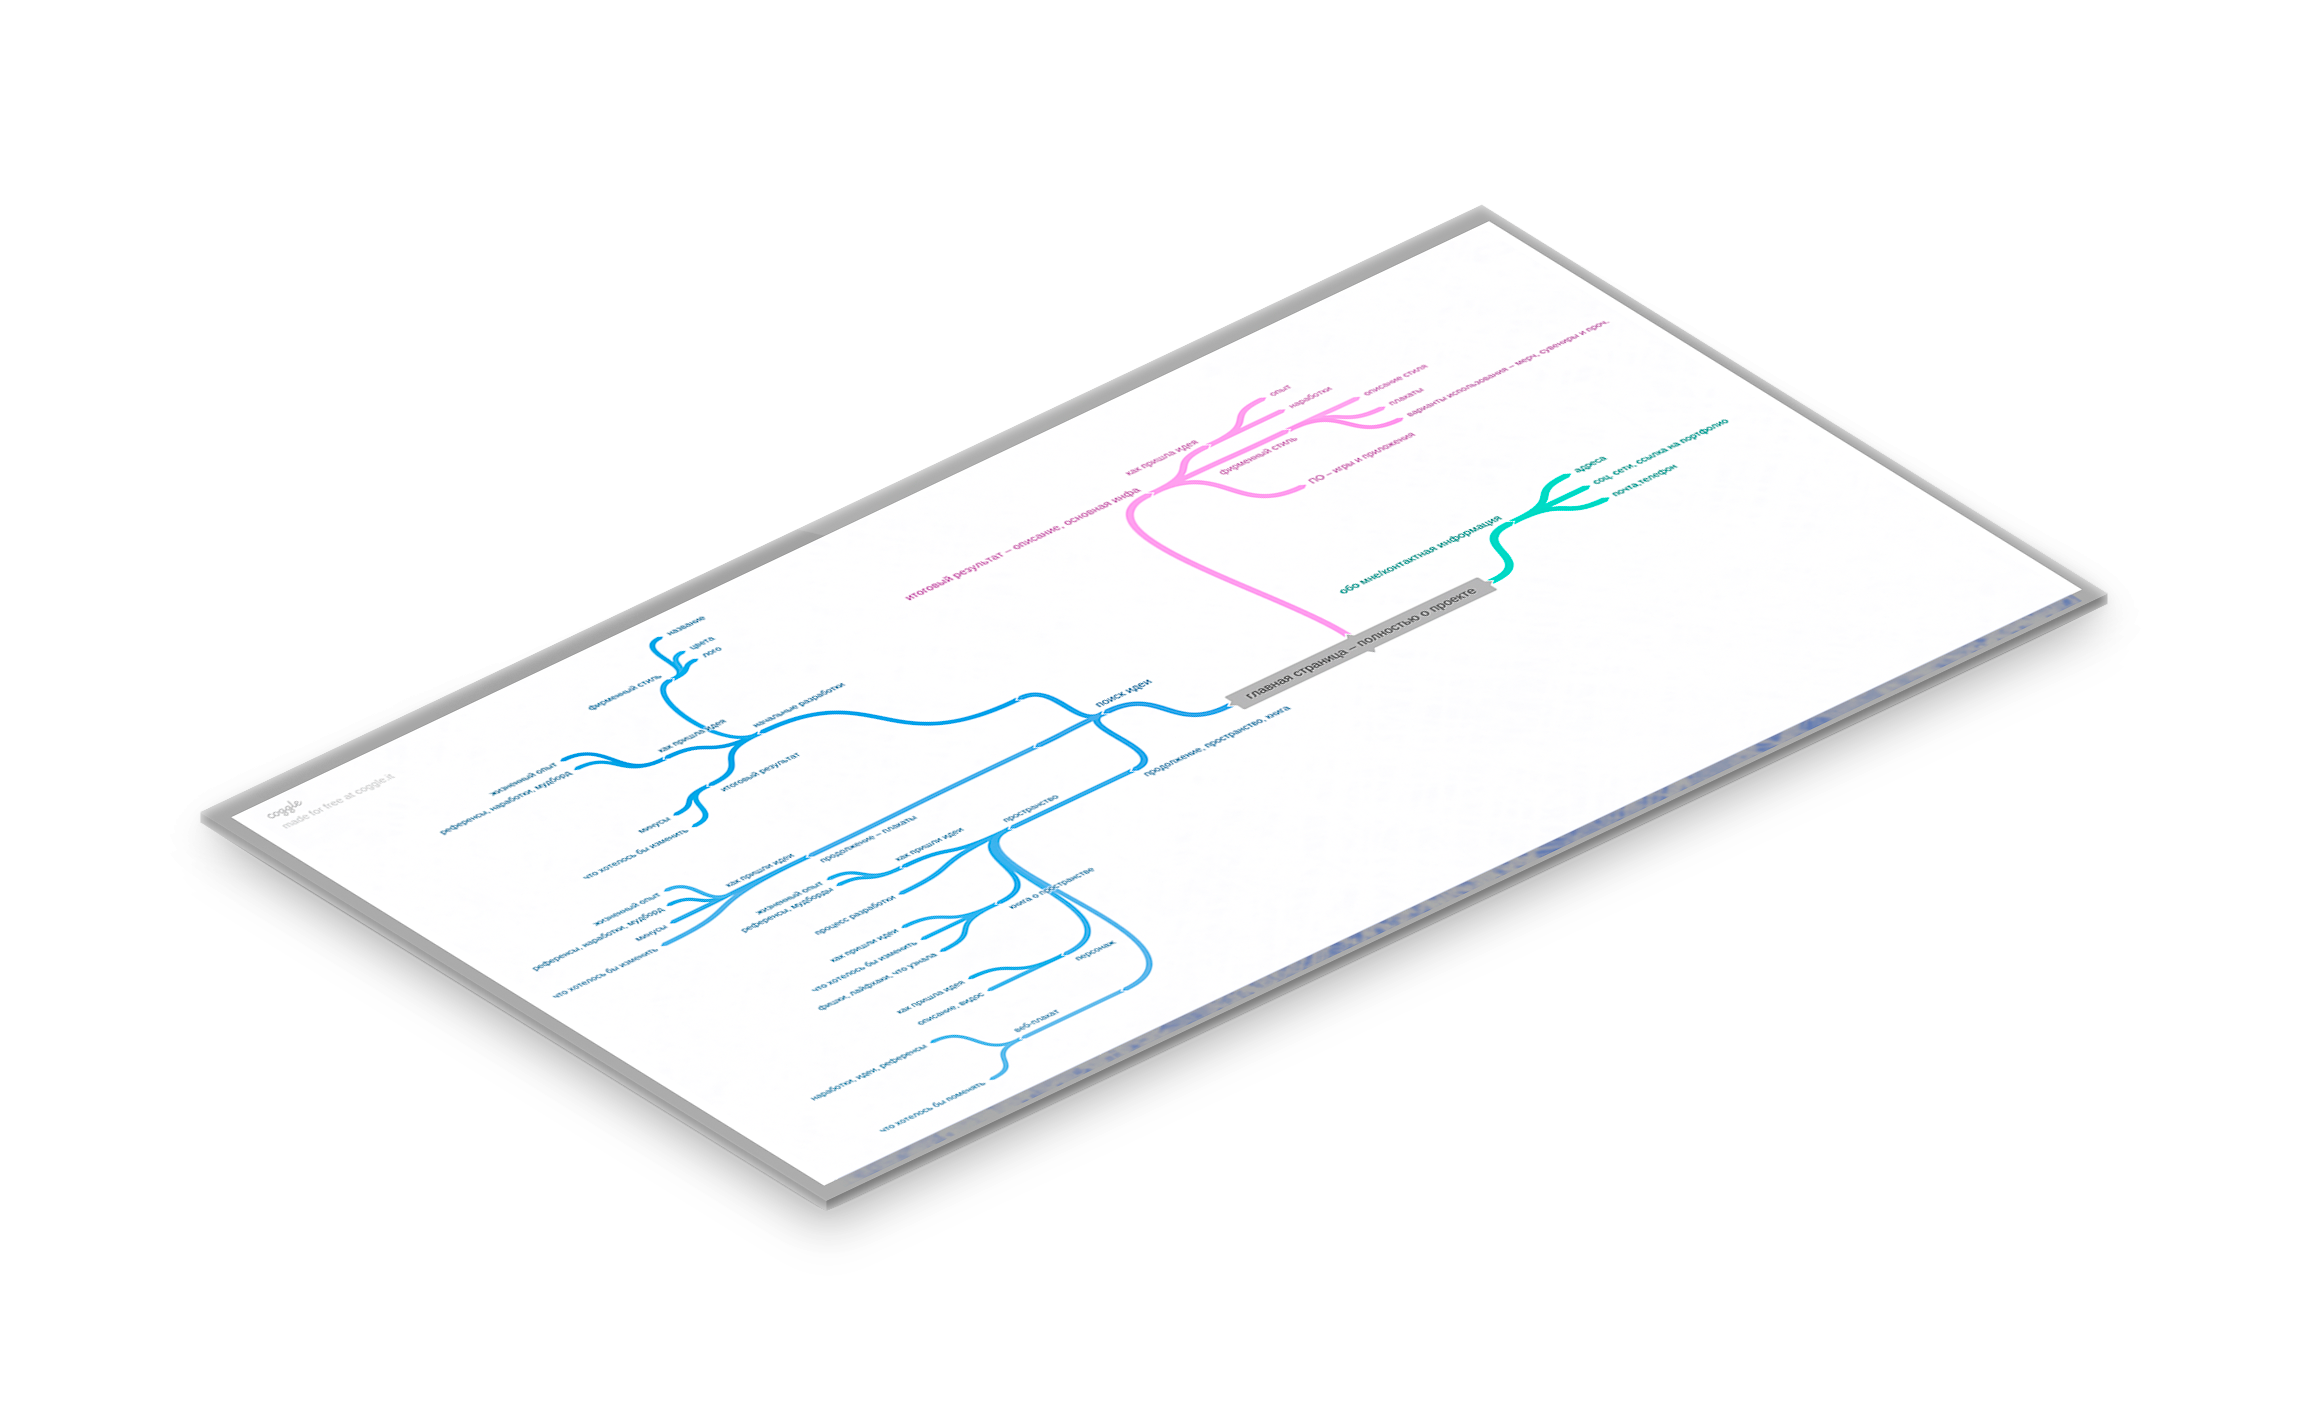 опыт
наработки
описание стиля
плакаты
варианты использования – мерч, сувениры и проч.
как пришла идея
фирменный стиль
ПО – игры и приложения
итоговый результат – описание, основная инфа
адреса
соц. сети, ссылка на портфолио
почта,телефон
обо мне/контактная информация
главная страница – полностью о проекте
поиск идеи
название
цвета
лого
фирменный стиль
начальные разработки
как пришла идея
жизненный опыт
референсы, наработки, мудборд
итоговый результат
минусы
что хотелось бы изменить
продолжение – плакаты
как пришли идеи
жизненный опыт
референсы, наработки, мудборд
минусы
что хотелось бы изменить
продолжение, пространство, книга
пространство
как пришли идеи
жизненный опыт
референсы, мудборды
процесс разработки
книга о пространстве
как пришли идеи
что хотелось бы изменить
фишки, лайфхаки, что узнала
персонаж
как пришла идея
описание, видос
веб-плакат
наработки, идеи, референсы
что хотелось бы поменять
coggle
made for free at coggle.it